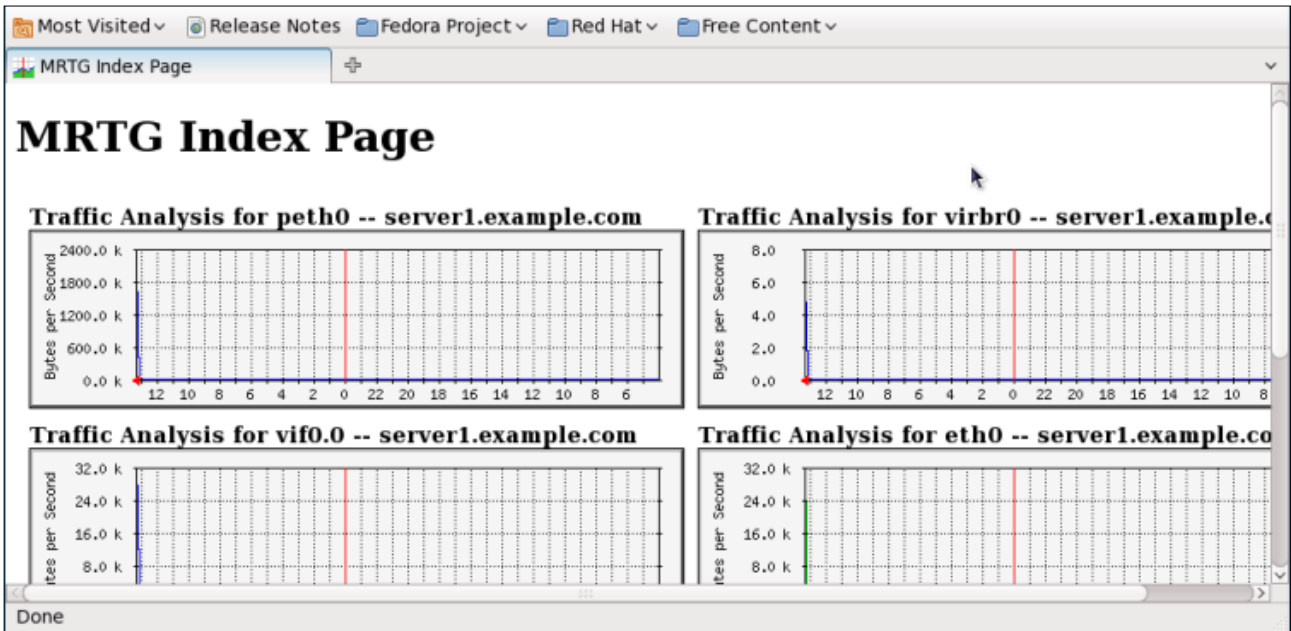 Most Visited Release Notes Fedora Project Red Hat Free Content
MRTG Index Page
MRTG Index Page
Traffic Analysis for peth0 -- server1.example.com
Bytes per Second
2400.0 k
1800.0 k
1200.0 k
600.0 k
0.0 k
12 10 8 6 4 2 0 22 20 18 16 14 12 10 8 6
Traffic Analysis for virbr0 -- server1.example.
Bytes per Second
8.0
6.0
4.0
2.0
0.0
12 10 8 6 4 2 0 22 20 18 16 14 12 10 8
Traffic Analysis for vif0.0 -- server1.example.com
tes per Second
32.0 k
24.0 k
16.0 k
8.0 k
Traffic Analysis for eth0 -- server1.example.co
tes per Second
32.0 k
24.0 k
16.0 k
8.0 k
Done